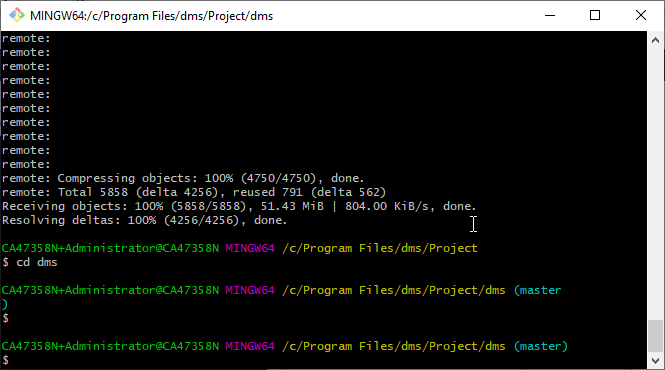 MINGW64:/c/Program Files/dms/Project/dms
remote:
remote:
remote:
remote:
remote:
remote:
remote:
remote:
remote:
remote:
remote: Compressing objects: 100% (4750/4750), done.
remote: Total 5858 (delta 4256), reused 791 (delta 562)
Receiving objects: 100% (5858/5858), 51.43 MiB | 804.00 KiB/s, done.
Resolving deltas: 100% (4256/4256), done.
CA47358N+Administrator@CA47358N MINGW64 /c/Program Files/dms/Project
$ cd dms
CA47358N+Administrator@CA47358N MINGW64 /c/Program Files/dms/Project/dms (master
)
$
CA47358N+Administrator@CA47358N MINGW64 /c/Program Files/dms/Project/dms (master)
$